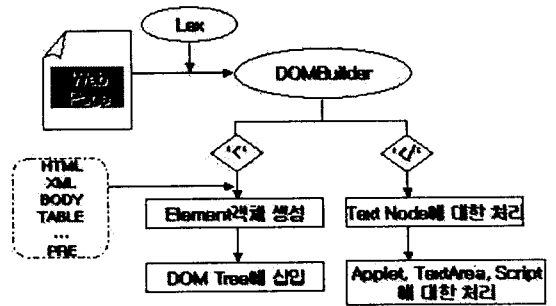 Lex
Web
Page
DOMBuilder
'<'
'</'
HTML
XML
BODY
TABLE
...
PRE
Element객체 생성
Text Node에 대한 처리
DOM Tree에 삽입
Applet, TextArea, Script
에 대한 처리